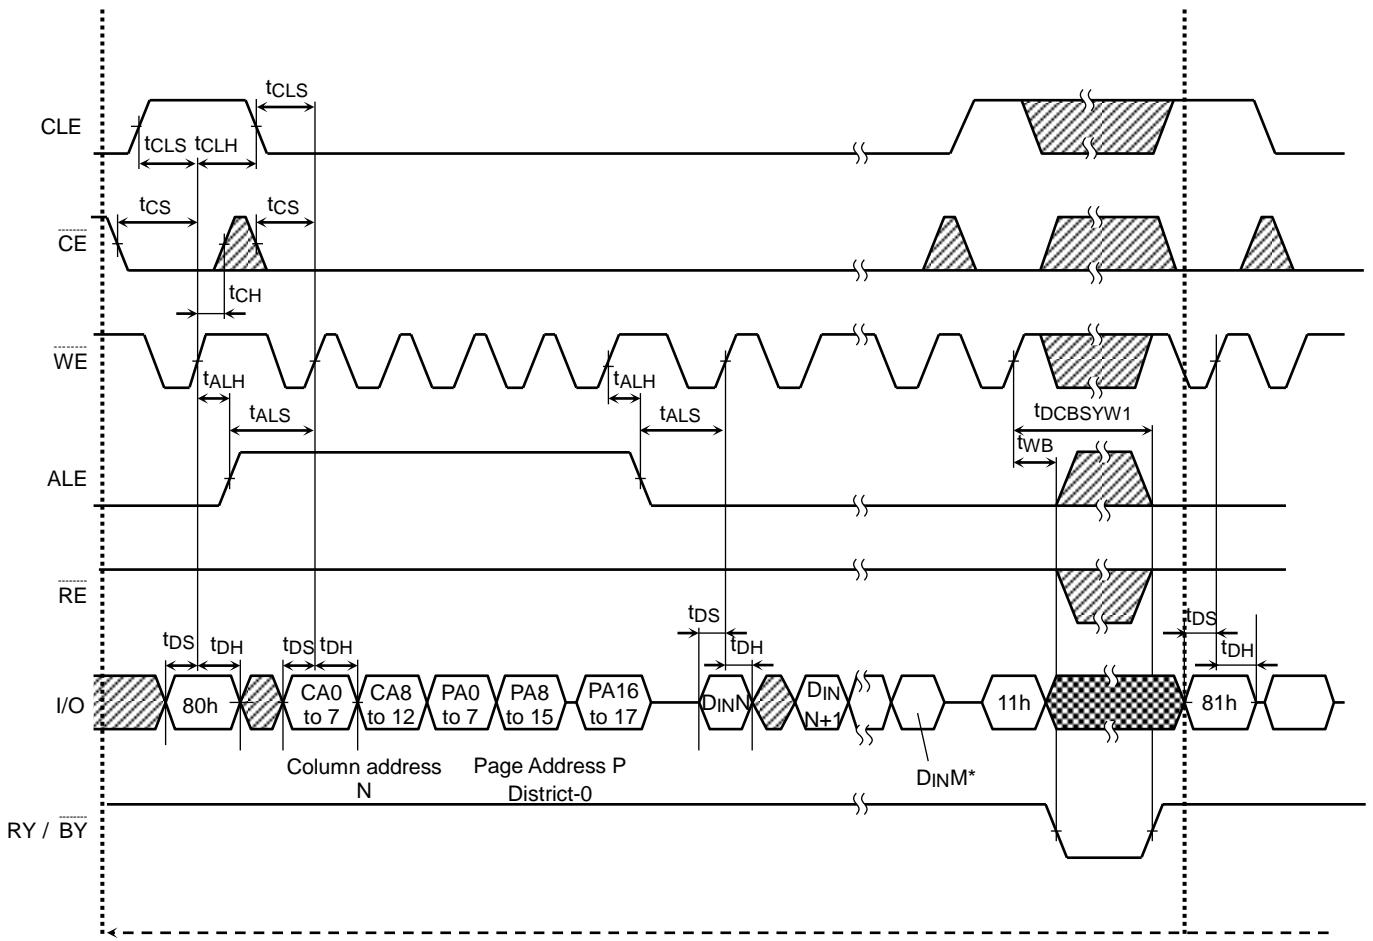 tCLS
CLE
tCLS tCLH
tCS tCS
CE
tCH
WE
tALH tALH
tALS tALS tDCBSYW1
tWB
ALE
RE
tDS tDH tDS tDH tDS tDH tDS tDH
I/O
80h
CA0 to 7
CA8 to 12
PA0 to 7
PA8 to 15
PA16 to 17
DINN
DIN N+1
11h
81h
Column address N
Page Address P District-0
DINM*
RY / BY